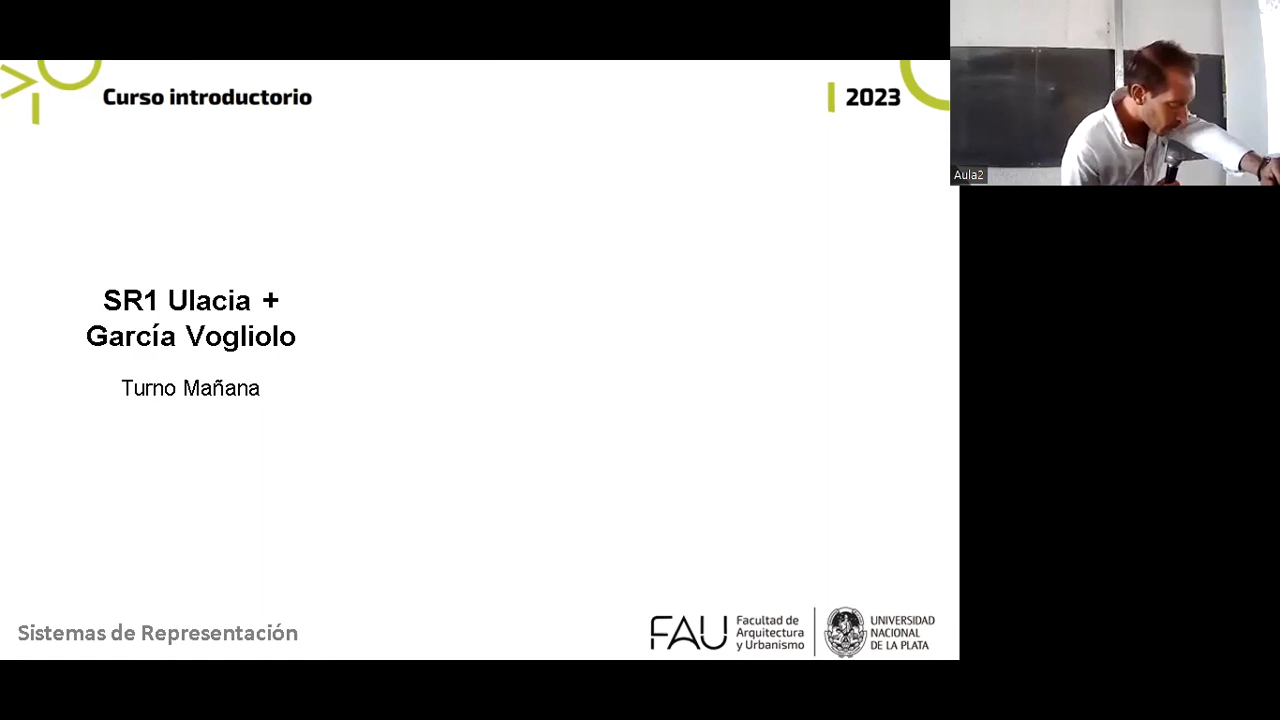 Curso introductorio
2023
Aula2
SR1 Ulacia +
García Vogliolo
Turno Mañana
Sistemas de Representación
FAU
Facultad de
Arquitectura
y Urbanismo
UNIVERSIDAD
NACIONAL
DE LA PLATA